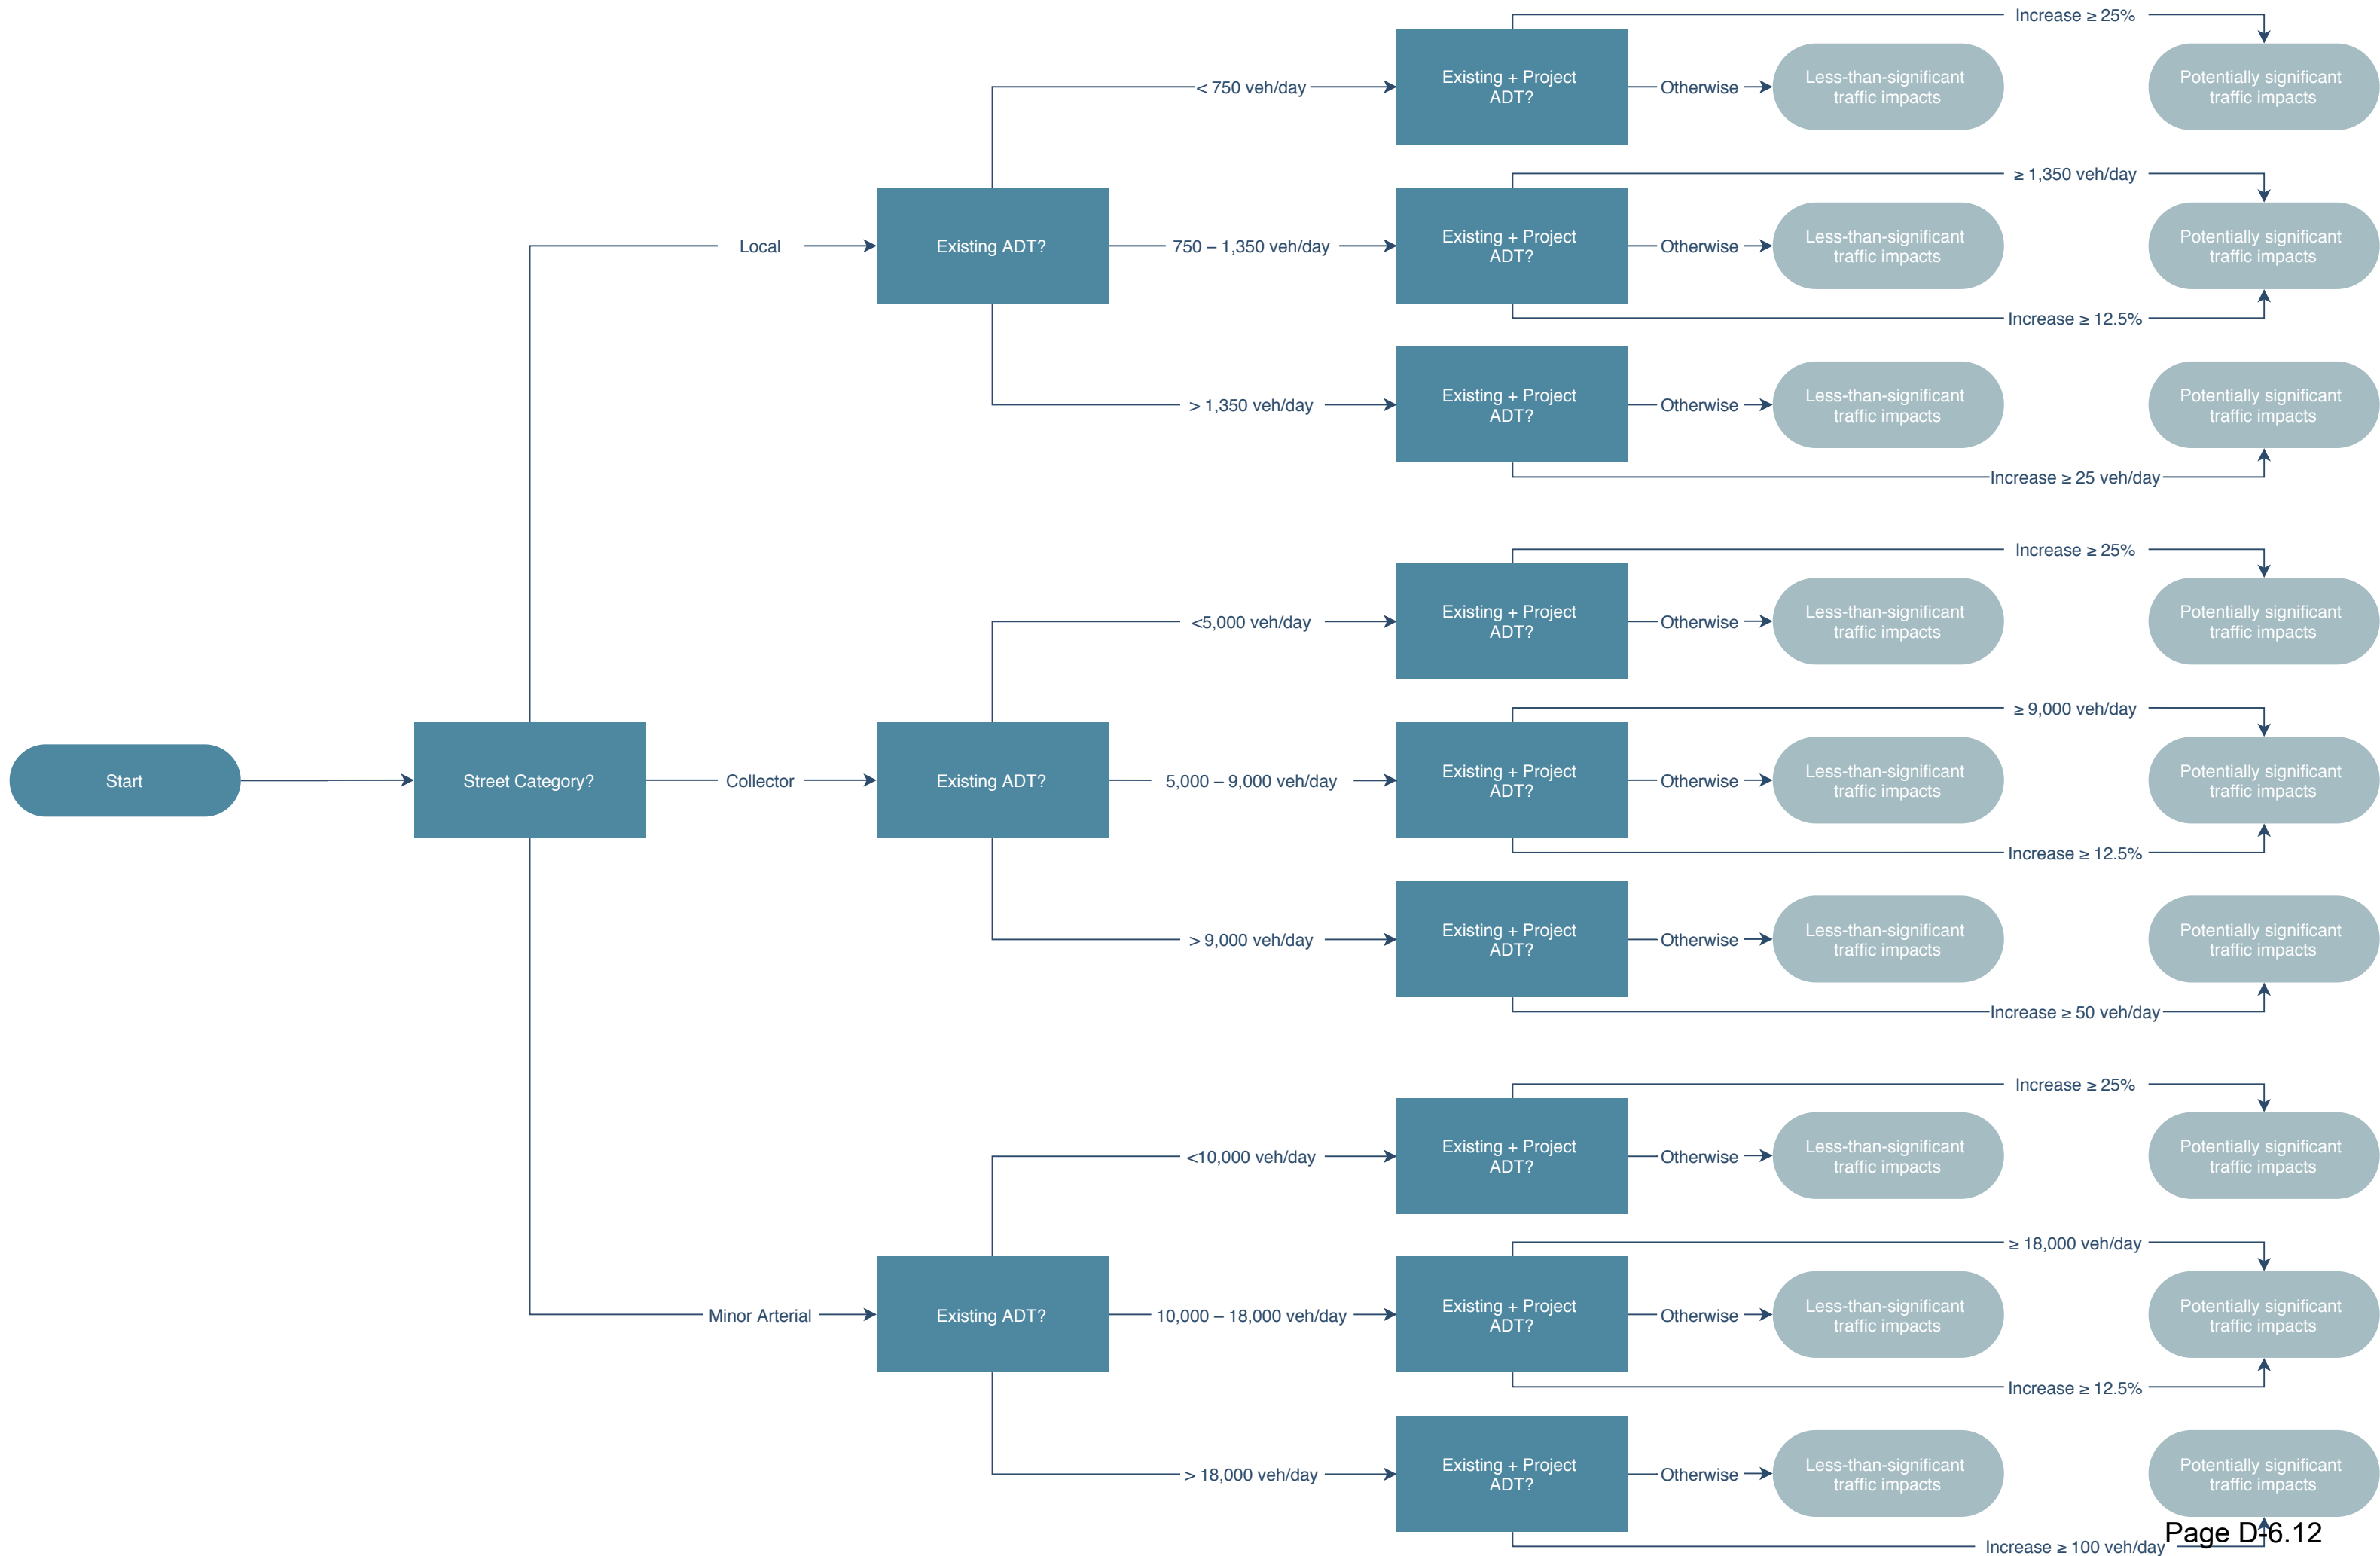 Start
Street Category?
Local
Existing ADT?
< 750 veh/day
Existing + Project
ADT?
Increase ≥ 25%
Otherwise
Less-than-significant
traffic impacts
Potentially significant
traffic impacts
750 – 1,350 veh/day
Existing + Project
ADT?
≥ 1,350 veh/day
Otherwise
Less-than-significant
traffic impacts
Potentially significant
traffic impacts
Increase ≥ 12.5%
> 1,350 veh/day
Existing + Project
ADT?
Otherwise
Less-than-significant
traffic impacts
Potentially significant
traffic impacts
Increase ≥ 25 veh/day
Collector
Existing ADT?
<5,000 veh/day
Existing + Project
ADT?
Increase ≥ 25%
Otherwise
Less-than-significant
traffic impacts
Potentially significant
traffic impacts
5,000 – 9,000 veh/day
Existing + Project
ADT?
≥ 9,000 veh/day
Otherwise
Less-than-significant
traffic impacts
Potentially significant
traffic impacts
Increase ≥ 12.5%
> 9,000 veh/day
Existing + Project
ADT?
Otherwise
Less-than-significant
traffic impacts
Potentially significant
traffic impacts
Increase ≥ 50 veh/day
Minor Arterial
Existing ADT?
<10,000 veh/day
Existing + Project
ADT?
Increase ≥ 25%
Otherwise
Less-than-significant
traffic impacts
Potentially significant
traffic impacts
10,000 – 18,000 veh/day
Existing + Project
ADT?
≥ 18,000 veh/day
Otherwise
Less-than-significant
traffic impacts
Potentially significant
traffic impacts
Increase ≥ 12.5%
> 18,000 veh/day
Existing + Project
ADT?
Otherwise
Less-than-significant
traffic impacts
Potentially significant
traffic impacts
Increase ≥ 100 veh/day
Page D-6.12